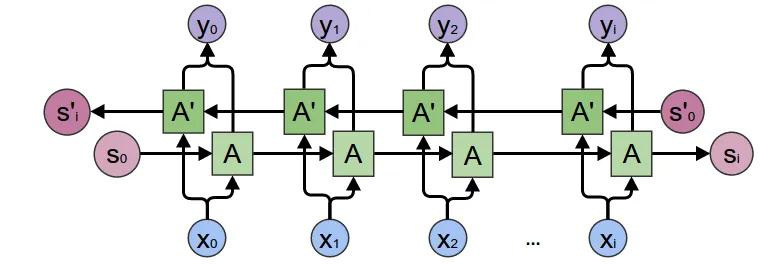 y₀ y₁ y₂ yᵢ
s'ᵢ A' A' A' A' s'₀
s₀ A A A A sᵢ
x₀ x₁ x₂ ... xᵢ